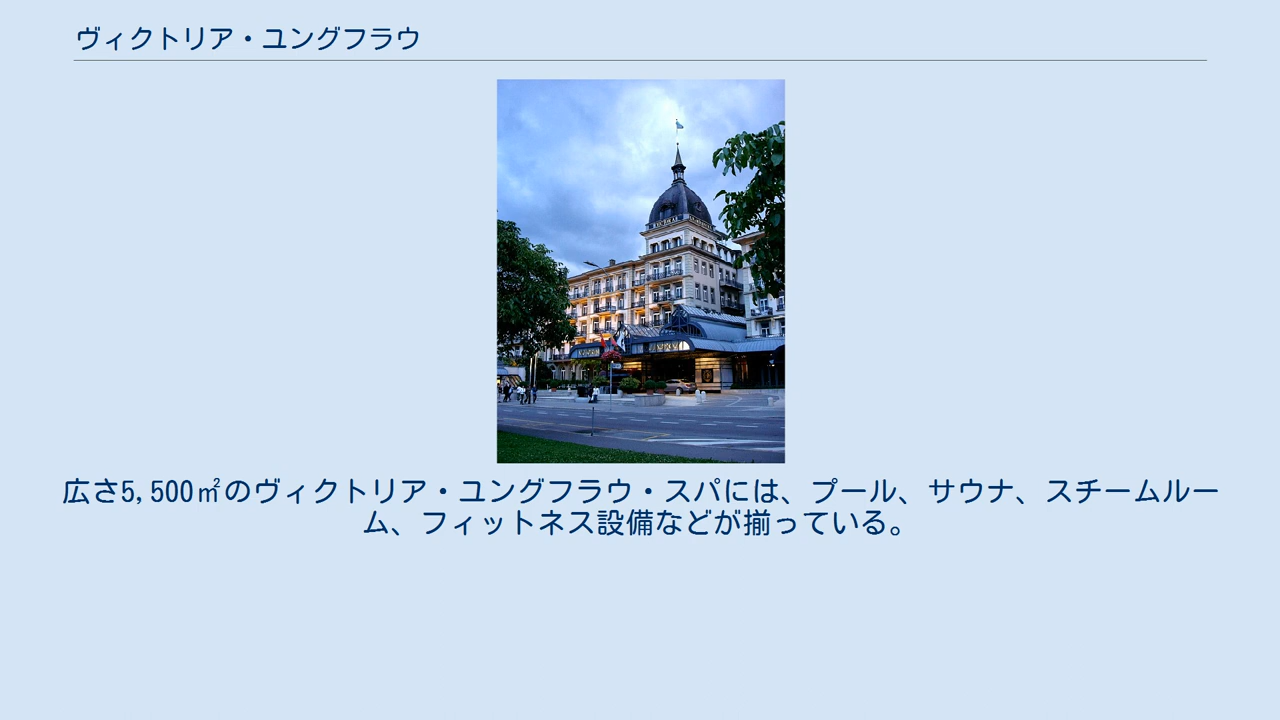 ヴィクトリア・ユングフラウ
広さ5,500㎡のヴィクトリア・ユングフラウ・スパには、プール、サウナ、スチームルー
ム、フィットネス設備などが揃っている。